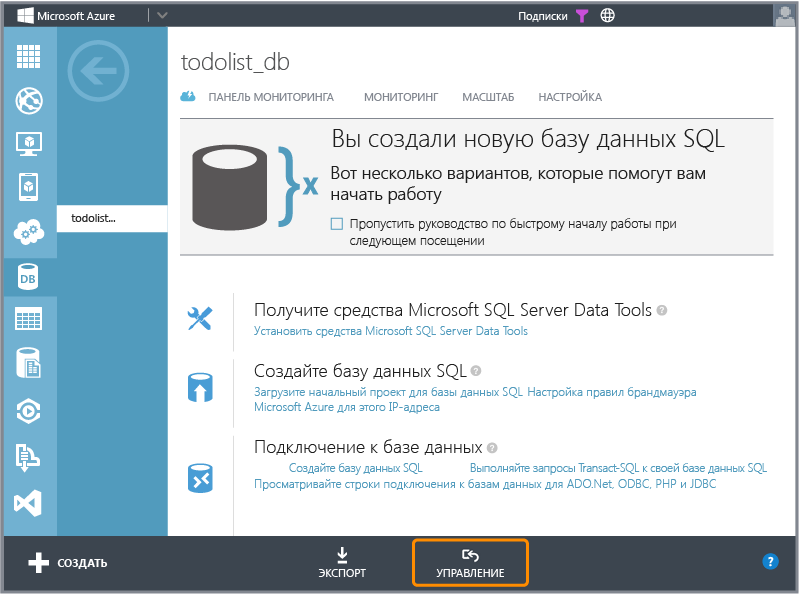 Microsoft Azure
Подписки
todolist_db
ПАНЕЛЬ МОНИТОРИНГА МОНИТОРИНГ МАСШТАБ НАСТРОЙКА
Вы создали новую базу данных SQL
Вот несколько вариантов, которые помогут вам
начать работу
Пропустить руководство по быстрому началу работы при
следующем посещении
x
todolist...
DB
Получите средства Microsoft SQL Server Data Tools ?
Установить средства Microsoft SQL Server Data Tools
Создайте базу данных SQL ?
Загрузите начальный проект для базы данных SQL Настройка правил брандмауэра
Microsoft Azure для этого IP-адреса
Подключение к базе данных ?
Создайте базу данных SQL Выполняйте запросы Transact-SQL к своей базе данных SQL
Просматривайте строки подключения к базам данных для ADO.Net, ODBC, PHP и JDBC
СОЗДАТЬ
ЭКСПОРТ
УПРАВЛЕНИЕ
?